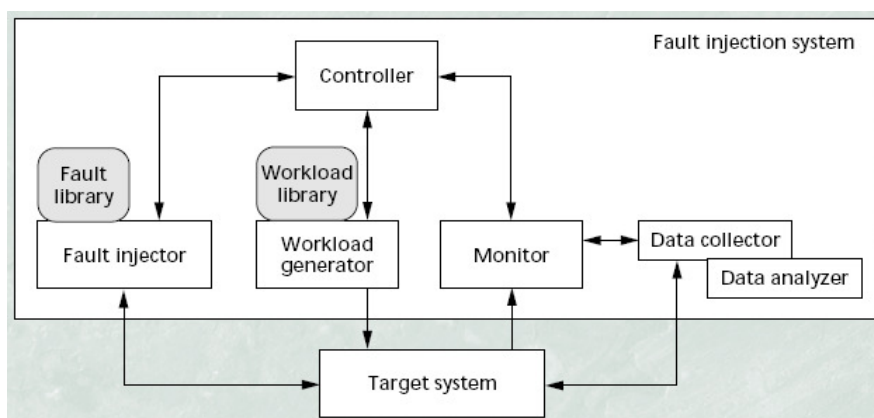 Fault injection system
Controller
Fault
library
Workload
library
Fault injector
Workload
generator
Monitor
Data collector
Data analyzer
Target system